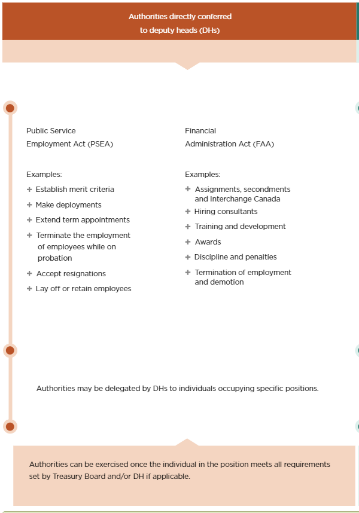 Authorities directly conferred
to deputy heads (DHs)
Public Service
Employment Act (PSEA)
Examples:
+ Establish merit criteria
+ Make deployments
+ Extend term appointments
+ Terminate the employment
of employees while on
probation
+ Accept resignations
+ Lay off or retain employees
Financial
Administration Act (FAA)
Examples:
+ Assignments, secondments
and Interchange Canada
+ Hiring consultants
+ Training and development
+ Awards
+ Discipline and penalties
+ Termination of employment
and demotion
Authorities may be delegated by DHs to individuals occupying specific positions.
Authorities can be exercised once the individual in the position meets all requirements
set by Treasury Board and/or DH if applicable.